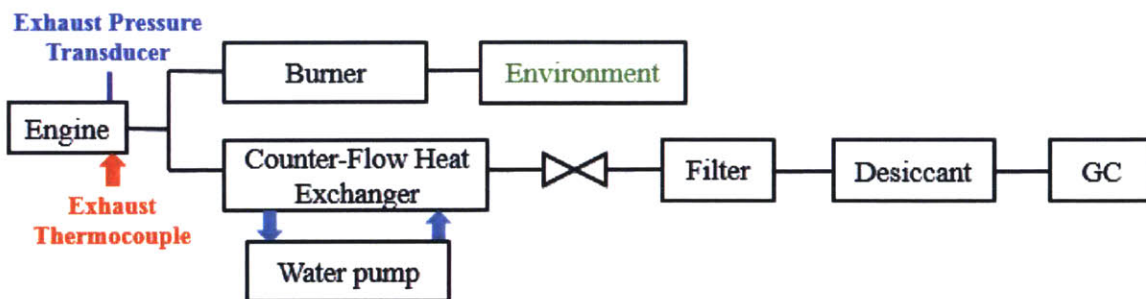 Exhaust Pressure
Transducer
Burner
Environment
Engine
Counter-Flow Heat
Exchanger
Filter
Desiccant
GC
Exhaust
Thermocouple
Water pump